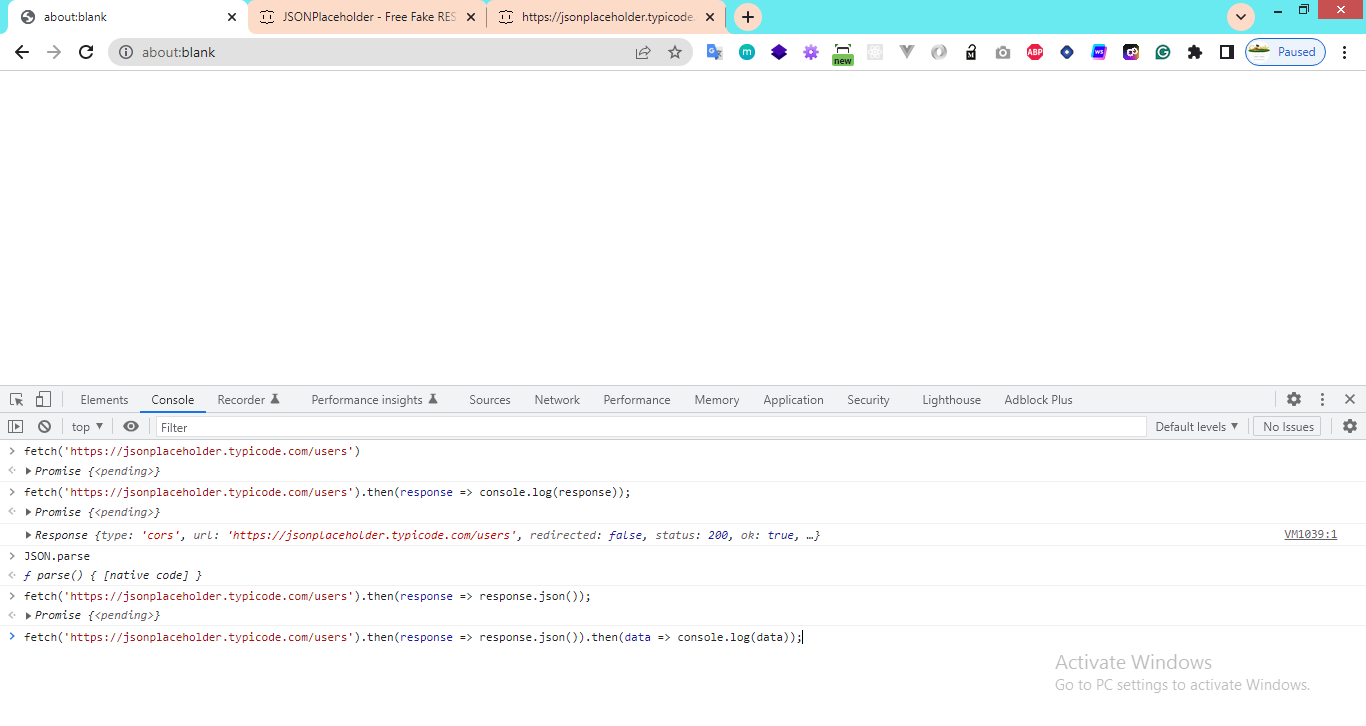 about:blank
JSONPlaceholder - Free Fake RES
https://jsonplaceholder.typicode.
about:blank
m
new
M
ABP
WS
G
Paused
Elements Console Recorder Performance insights Sources Network Performance Memory Application Security Lighthouse Adblock Plus
top Filter Default levels No Issues
fetch('https://jsonplaceholder.typicode.com/users')
Promise {<pending>}
fetch('https://jsonplaceholder.typicode.com/users').then(response => console.log(response));
Promise {<pending>}
Response {type: 'cors', url: 'https://jsonplaceholder.typicode.com/users', redirected: false, status: 200, ok: true, …} VM1039:1
JSON.parse
ƒ parse() { [native code] }
fetch('https://jsonplaceholder.typicode.com/users').then(response => response.json());
Promise {<pending>}
fetch('https://jsonplaceholder.typicode.com/users').then(response => response.json()).then(data => console.log(data));
Activate Windows
Go to PC settings to activate Windows.